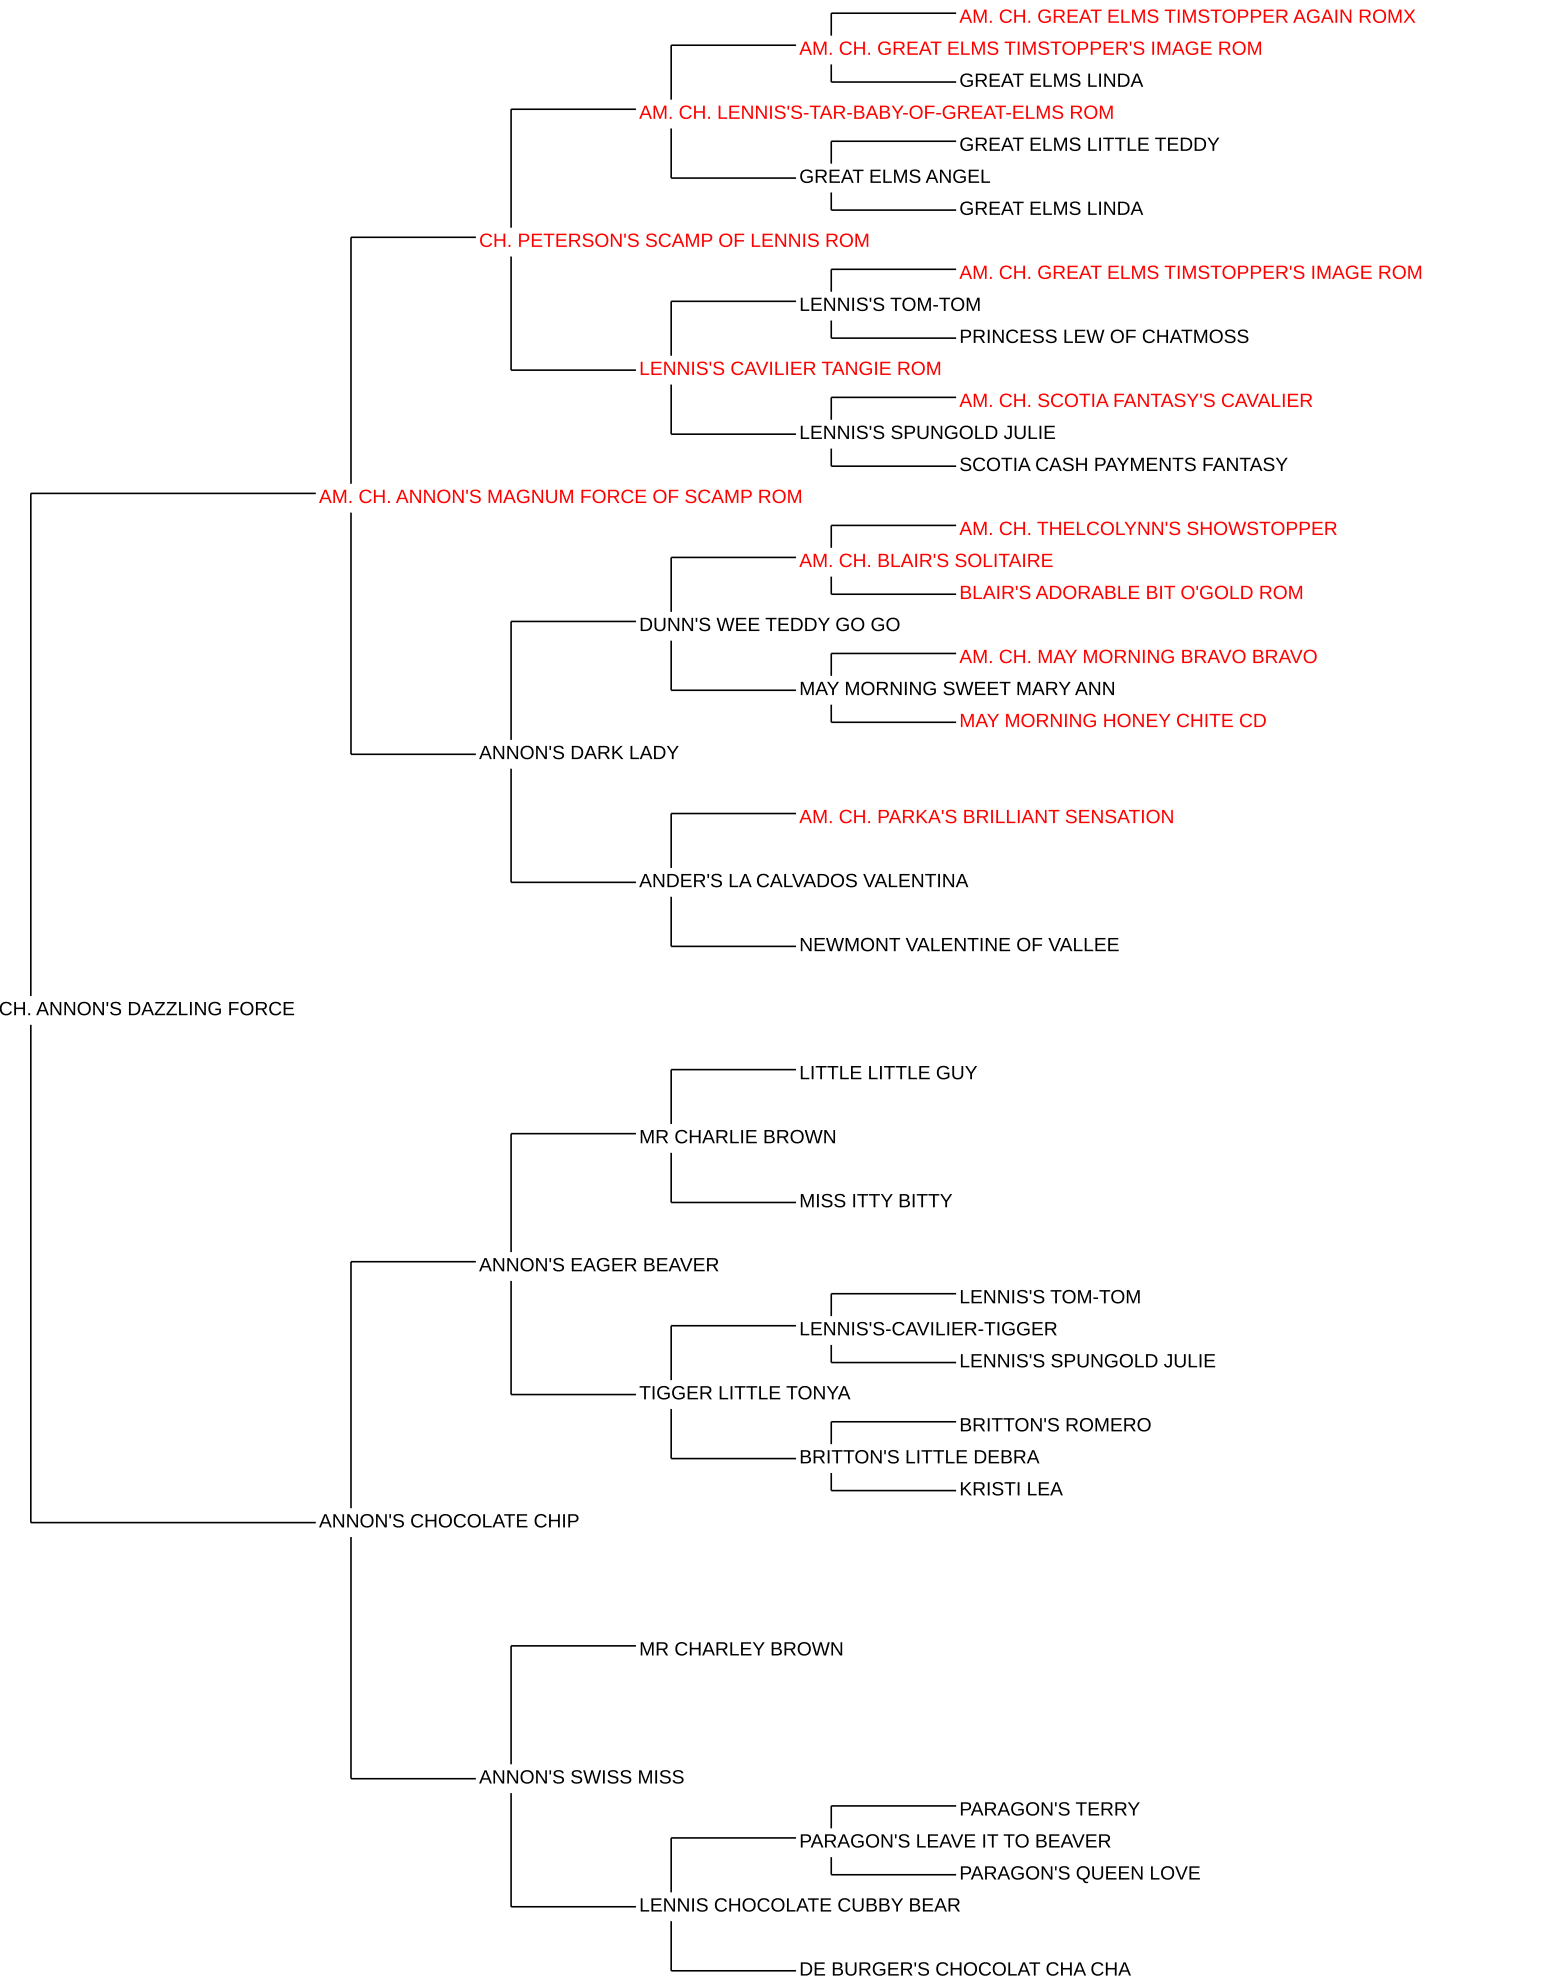 AM. CH. GREAT ELMS TIMSTOPPER AGAIN ROMX
AM. CH. GREAT ELMS TIMSTOPPER'S IMAGE ROM
GREAT ELMS LINDA
AM. CH. LENNIS'S-TAR-BABY-OF-GREAT-ELMS ROM
GREAT ELMS LITTLE TEDDY
GREAT ELMS ANGEL
GREAT ELMS LINDA
CH. PETERSON'S SCAMP OF LENNIS ROM
AM. CH. GREAT ELMS TIMSTOPPER'S IMAGE ROM
LENNIS'S TOM-TOM
PRINCESS LEW OF CHATMOSS
LENNIS'S CAVILIER TANGIE ROM
AM. CH. SCOTIA FANTASY'S CAVALIER
LENNIS'S SPUNGOLD JULIE
SCOTIA CASH PAYMENTS FANTASY
AM. CH. ANNON'S MAGNUM FORCE OF SCAMP ROM
AM. CH. THELCOLYNN'S SHOWSTOPPER
AM. CH. BLAIR'S SOLITAIRE
BLAIR'S ADORABLE BIT O'GOLD ROM
DUNN'S WEE TEDDY GO GO
AM. CH. MAY MORNING BRAVO BRAVO
MAY MORNING SWEET MARY ANN
MAY MORNING HONEY CHITE CD
ANNON'S DARK LADY
AM. CH. PARKA'S BRILLIANT SENSATION
ANDER'S LA CALVADOS VALENTINA
NEWMONT VALENTINE OF VALLEE
CH. ANNON'S DAZZLING FORCE
LITTLE LITTLE GUY
MR CHARLIE BROWN
MISS ITTY BITTY
ANNON'S EAGER BEAVER
LENNIS'S TOM-TOM
LENNIS'S-CAVILIER-TIGGER
LENNIS'S SPUNGOLD JULIE
TIGGER LITTLE TONYA
BRITTON'S ROMERO
BRITTON'S LITTLE DEBRA
KRISTI LEA
ANNON'S CHOCOLATE CHIP
MR CHARLEY BROWN
ANNON'S SWISS MISS
PARAGON'S TERRY
PARAGON'S LEAVE IT TO BEAVER
PARAGON'S QUEEN LOVE
LENNIS CHOCOLATE CUBBY BEAR
DE BURGER'S CHOCOLAT CHA CHA